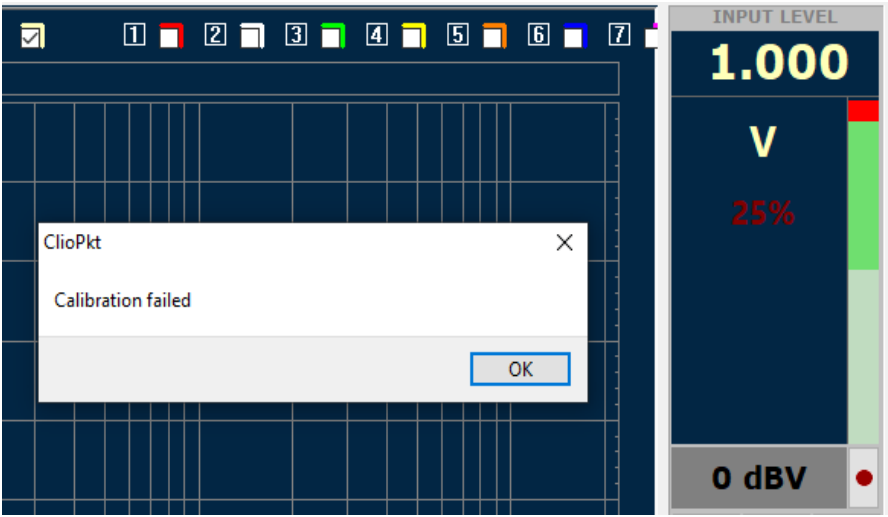 1 2 3 4 5 6 7
INPUT LEVEL
1.000
V
25%
ClioPkt
Calibration failed
OK
0 dBV